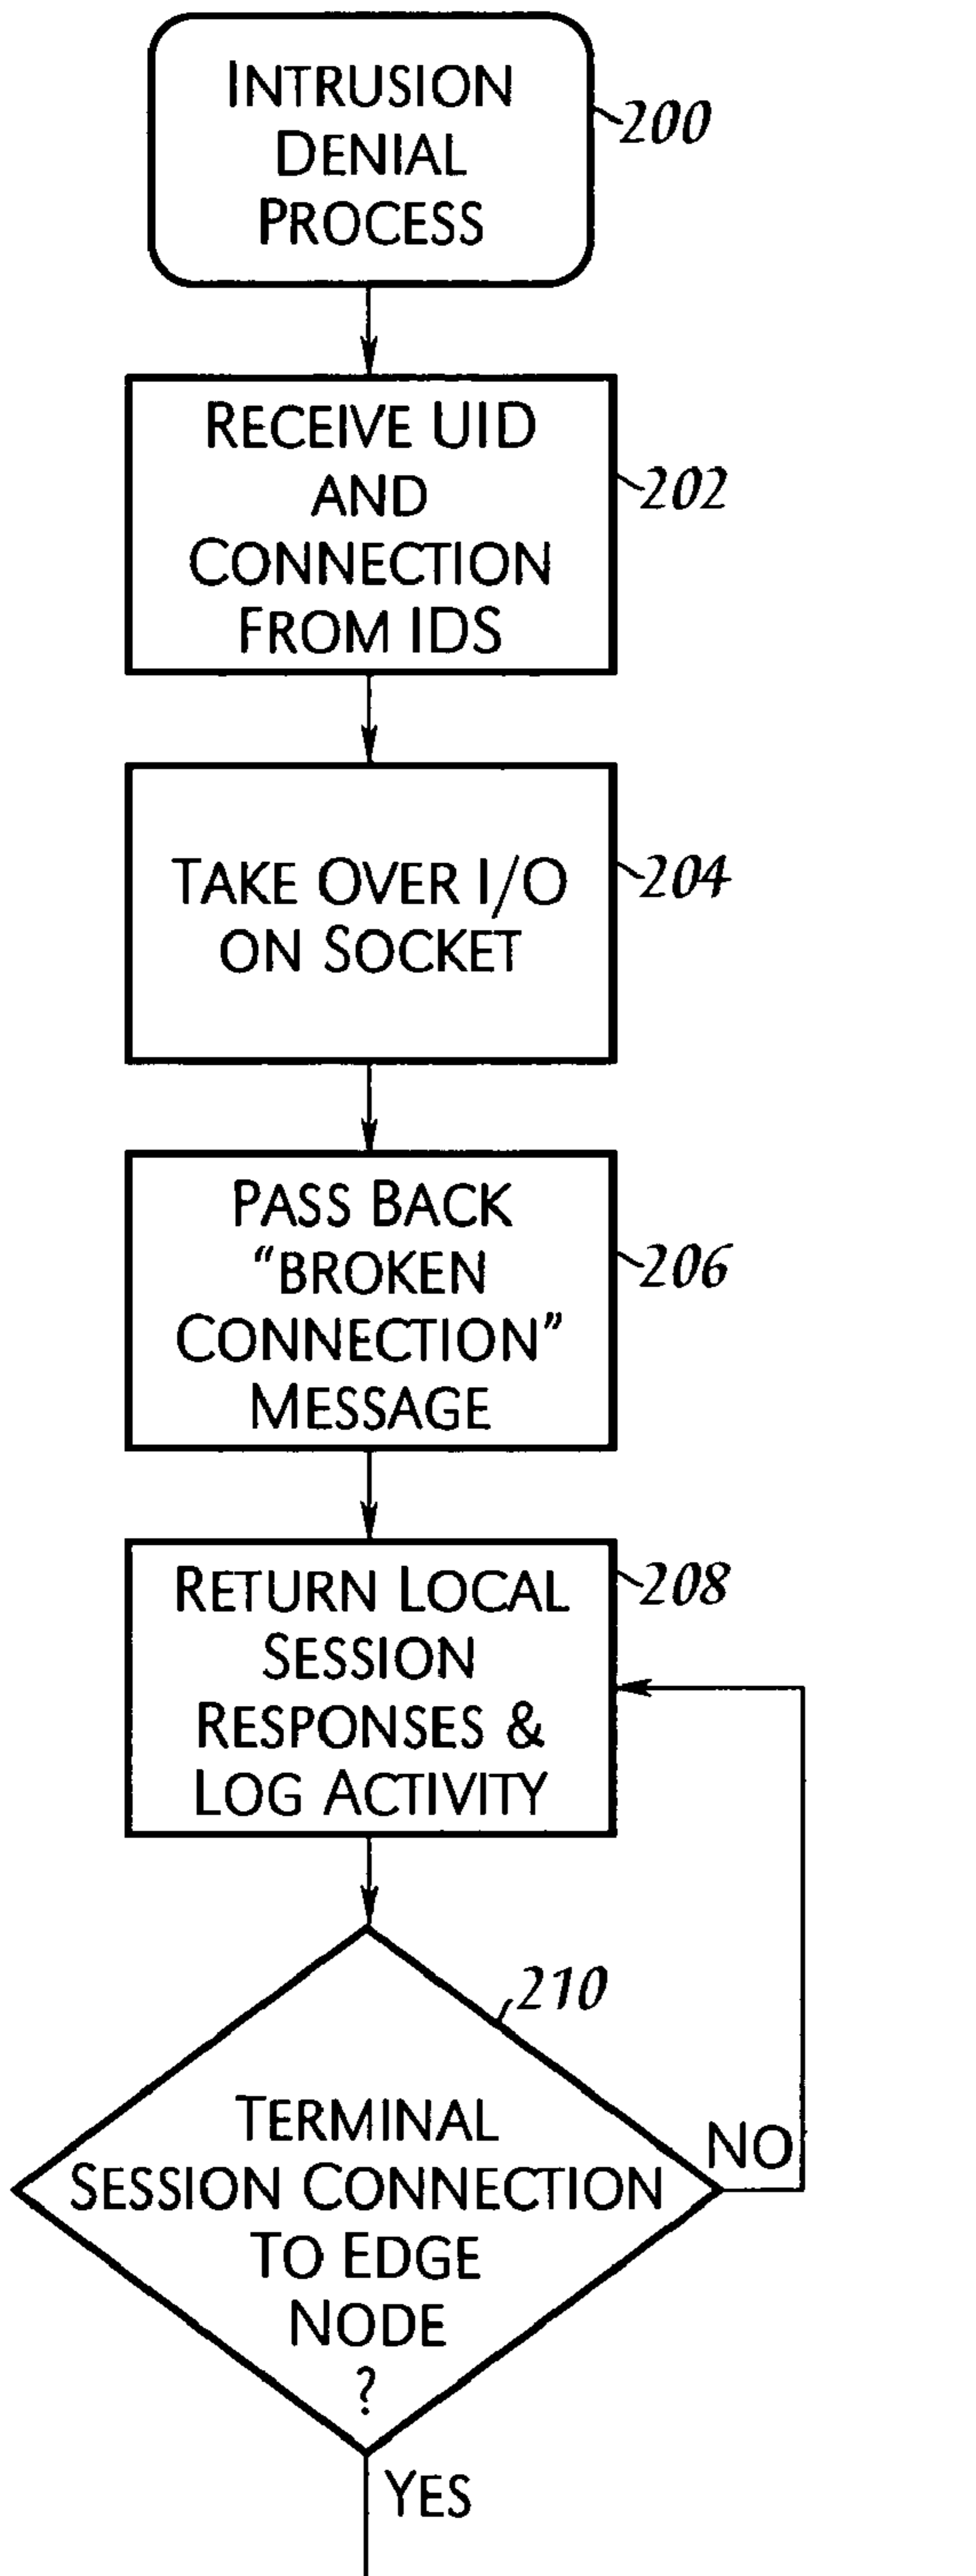 INTRUSION
DENIAL
PROCESS
200
RECEIVE UID
AND
CONNECTION
FROM IDS
202
TAKE OVER I/O
ON SOCKET
204
PASS BACK
“BROKEN
CONNECTION”
MESSAGE
206
RETURN LOCAL
SESSION
RESPONSES &
LOG ACTIVITY
208
210
TERMINAL
SESSION CONNECTION
TO EDGE
NODE
?
NO
YES